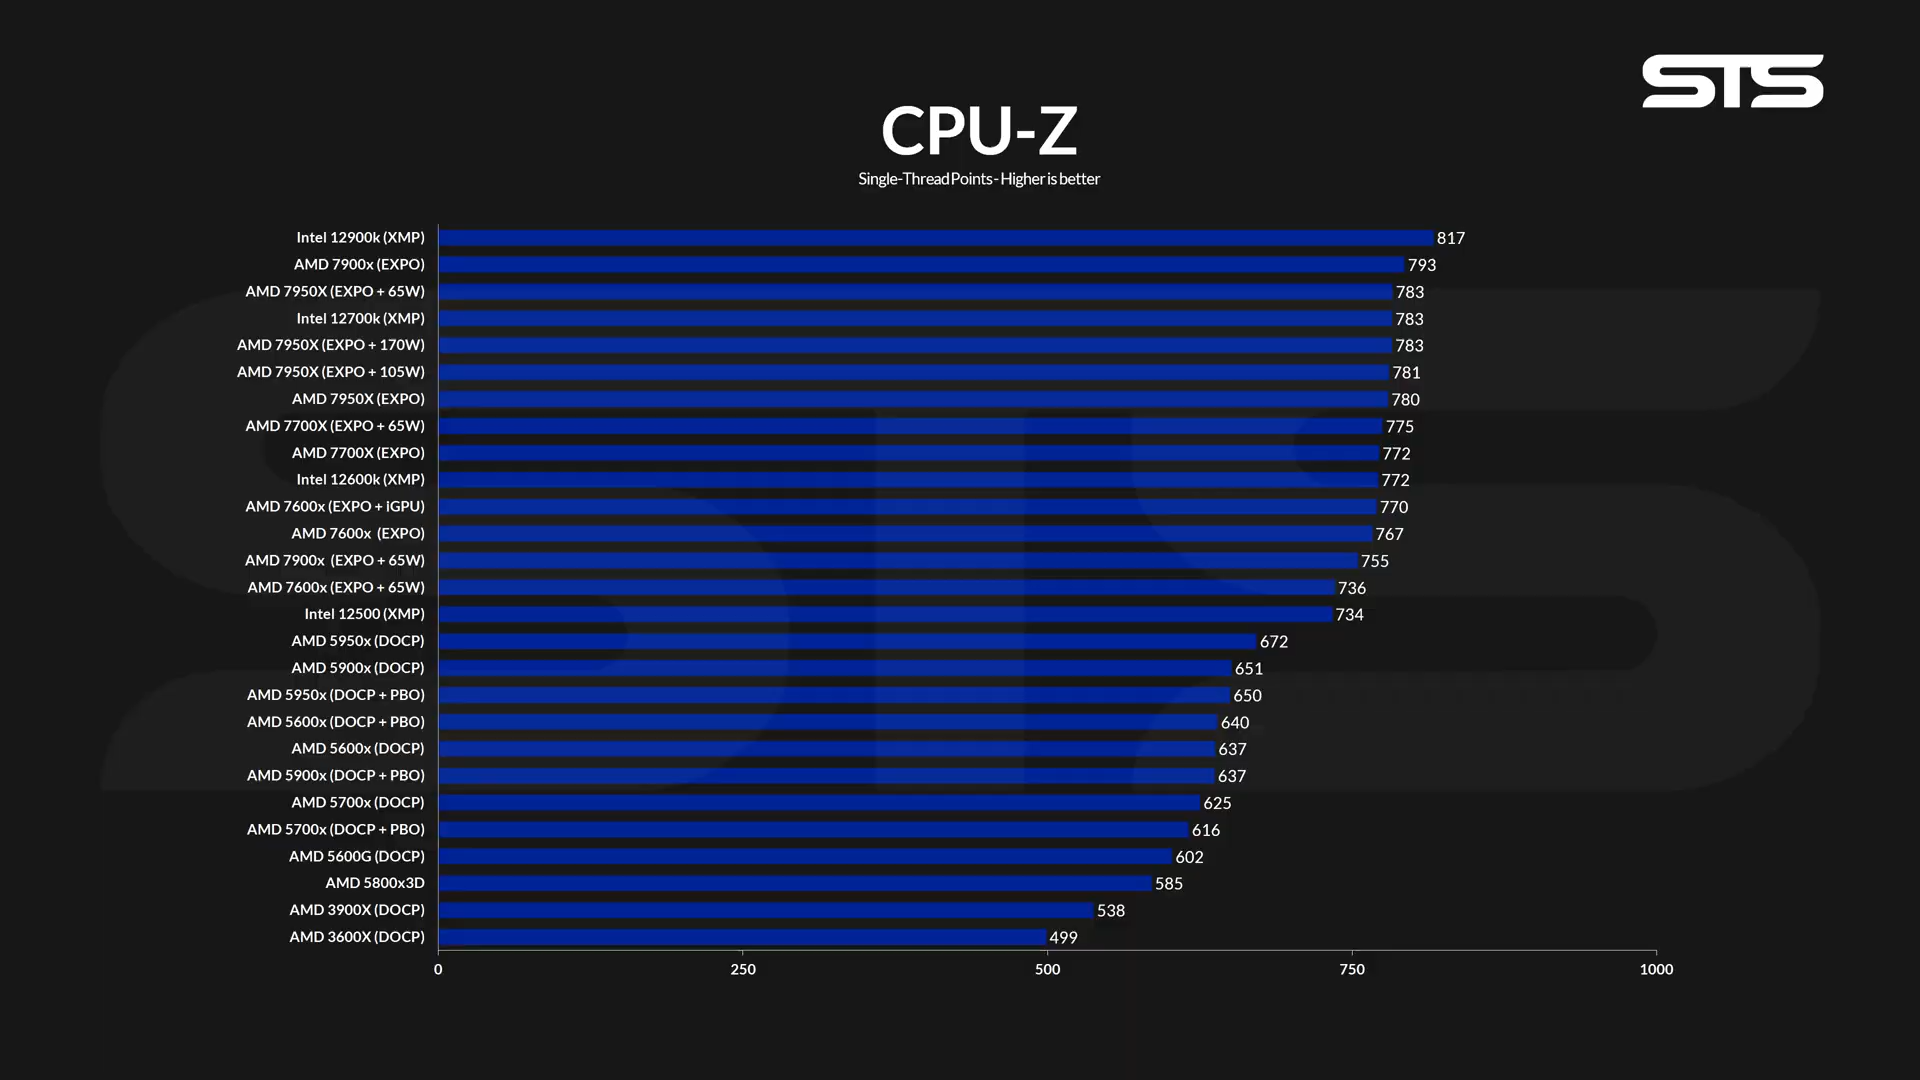 STS
CPU-Z
Single-Thread Points - Higher is better
Intel 12900k (XMP) 817
AMD 7900x (EXPO) 793
AMD 7950X (EXPO + 65W) 783
Intel 12700k (XMP) 783
AMD 7950X (EXPO + 170W) 783
AMD 7950X (EXPO + 105W) 781
AMD 7950X (EXPO) 780
AMD 7700X (EXPO + 65W) 775
AMD 7700X (EXPO) 772
Intel 12600k (XMP) 772
AMD 7600x (EXPO + iGPU) 770
AMD 7600x (EXPO) 767
AMD 7900x (EXPO + 65W) 755
AMD 7600x (EXPO + 65W) 736
Intel 12500 (XMP) 734
AMD 5950x (DOCP) 672
AMD 5900x (DOCP) 651
AMD 5950x (DOCP + PBO) 650
AMD 5600x (DOCP + PBO) 640
AMD 5600x (DOCP) 637
AMD 5900x (DOCP + PBO) 637
AMD 5700x (DOCP) 625
AMD 5700x (DOCP + PBO) 616
AMD 5600G (DOCP) 602
AMD 5800x3D 585
AMD 3900X (DOCP) 538
AMD 3600X (DOCP) 499
0 250 500 750 1000